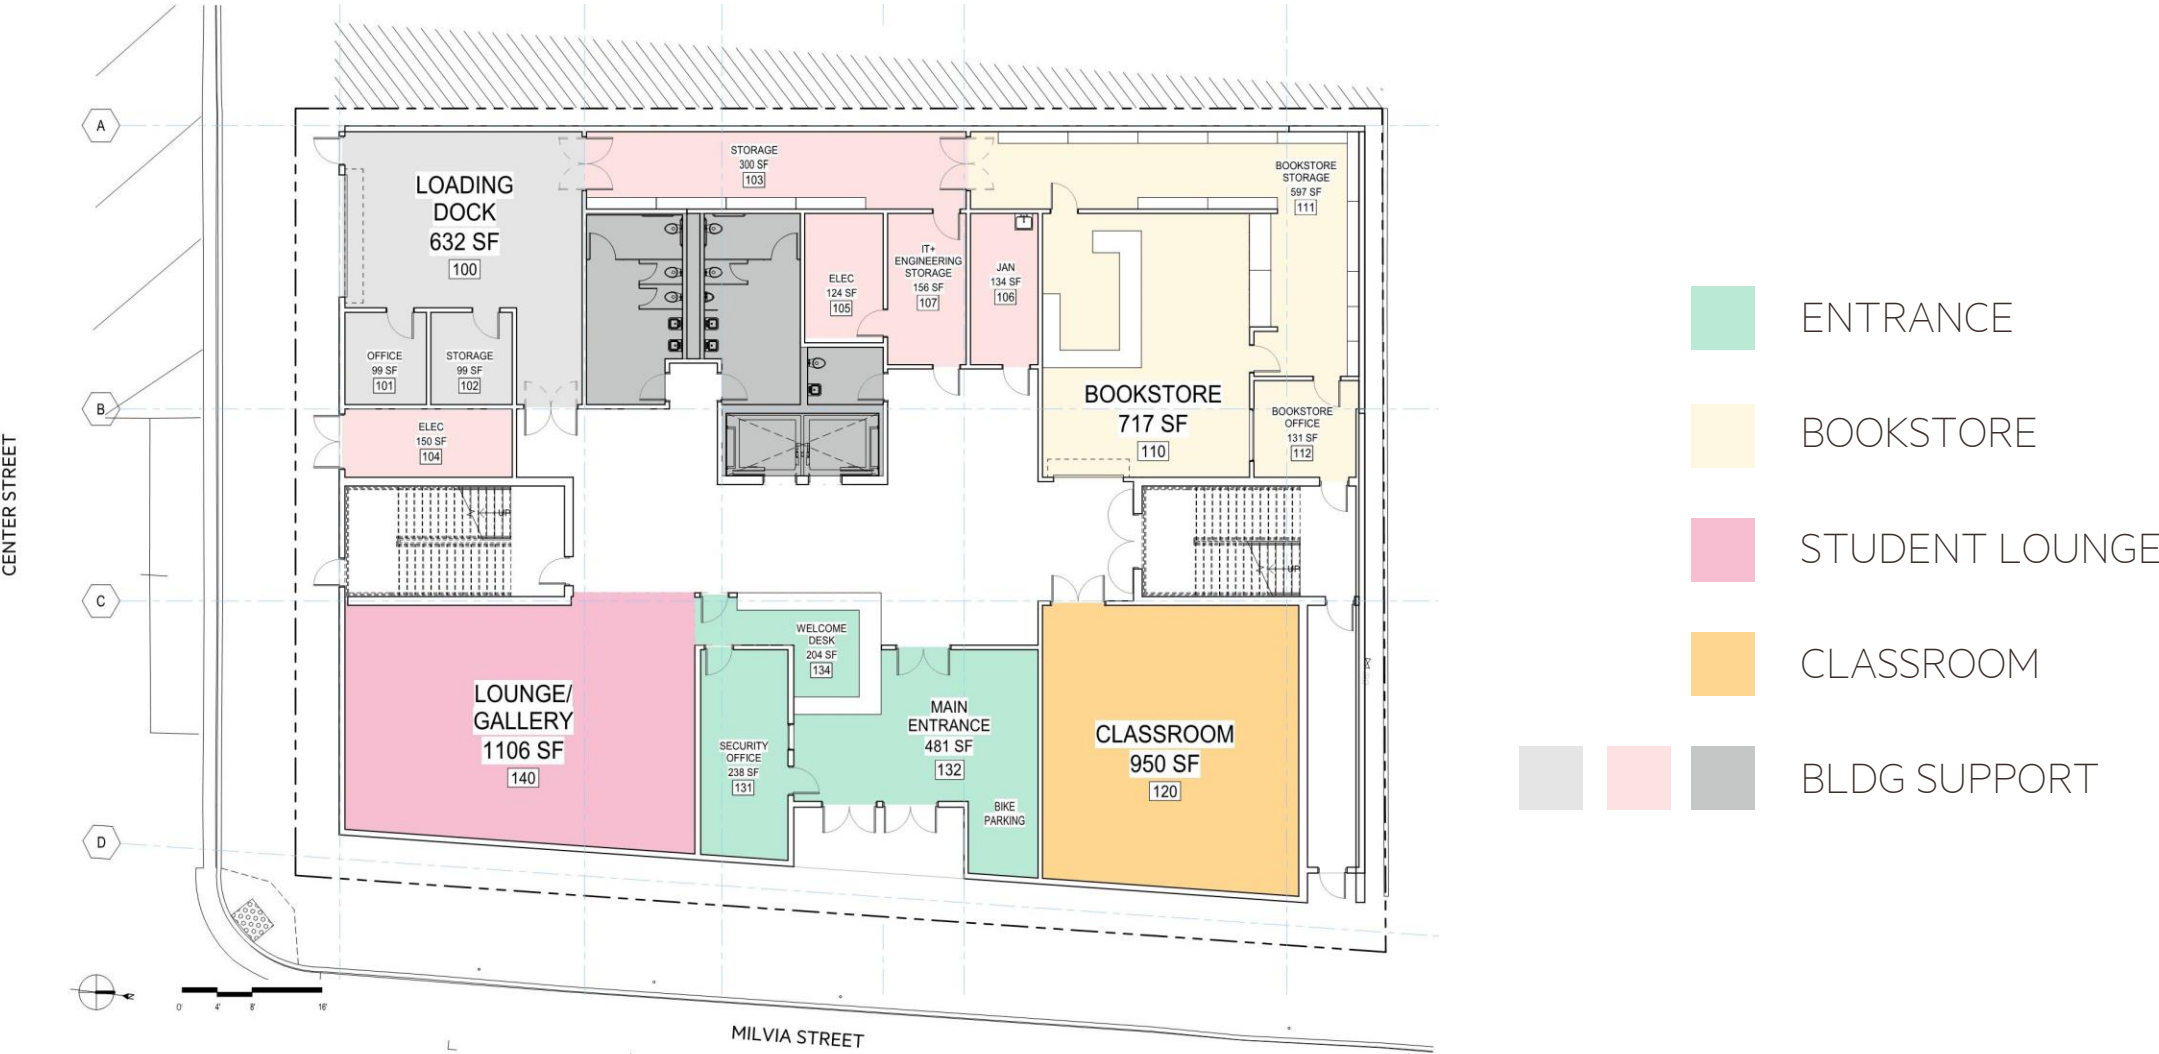 A
STORAGE
300 SF
103
LOADING
DOCK
632 SF
100
BOOKSTORE
STORAGE
597 SF
111
IT+
ENGINEERING
STORAGE
156 SF
107
ELEC
124 SF
105
JAN
134 SF
106
OFFICE
99 SF
101
STORAGE
99 SF
102
B
BOOKSTORE
717 SF
110
BOOKSTORE
OFFICE
131 SF
112
ELEC
150 SF
104
CENTER STREET
UP
UP
C
WELCOME
DESK
204 SF
134
LOUNGE/
GALLERY
1106 SF
140
SECURITY
OFFICE
238 SF
131
MAIN
ENTRANCE
481 SF
132
BIKE
PARKING
CLASSROOM
950 SF
120
D
0' 4' 8' 16'
MILVIA STREET
ENTRANCE
BOOKSTORE
STUDENT LOUNGE
CLASSROOM
BLDG SUPPORT